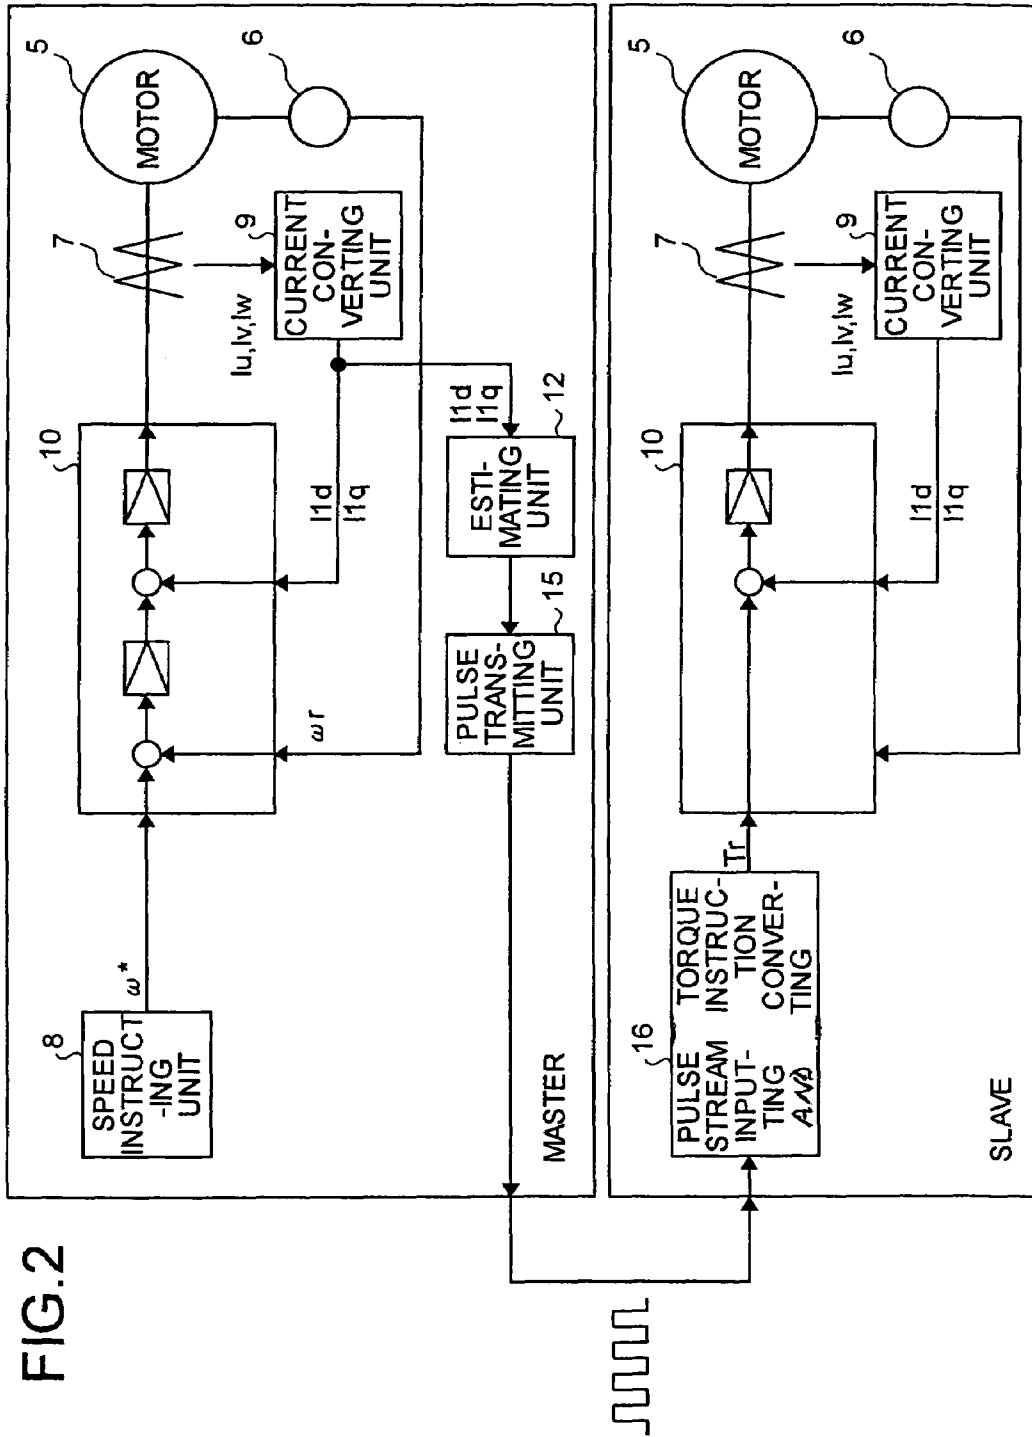 FIG.2
8
SPEED
INSTRUCT
-ING
UNIT
ω*
10
7
5
MOTOR
6
Iu,Iv,Iw
9
CURRENT
CON-
VERTING
UNIT
ωr
I1d
I1q
I1d
I1q
12
ESTI-
MATING
UNIT
15
PULSE
TRANS-
MITTING
UNIT
MASTER
16
PULSE
STREAM
INPUT-
TING
AND
TORQUE
INSTRUC-
TION
CONVER-
TING
Tr
10
7
5
MOTOR
6
Iu,Iv,Iw
9
CURRENT
CON-
VERTING
UNIT
I1d
I1q
SLAVE